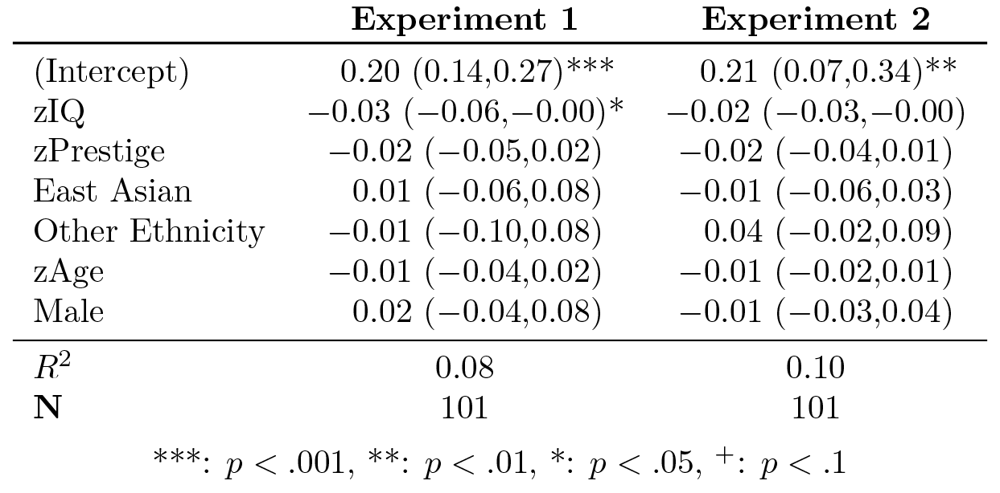 Experiment 1 Experiment 2
(Intercept) 0.20 (0.14,0.27)*** 0.21 (0.07,0.34)**
zIQ −0.03 (−0.06,−0.00)* −0.02 (−0.03,−0.00)
zPrestige −0.02 (−0.05,0.02) −0.02 (−0.04,0.01)
East Asian 0.01 (−0.06,0.08) −0.01 (−0.06,0.03)
Other Ethnicity −0.01 (−0.10,0.08) 0.04 (−0.02,0.09)
zAge −0.01 (−0.04,0.02) −0.01 (−0.02,0.01)
Male 0.02 (−0.04,0.08) −0.01 (−0.03,0.04)
R² 0.08 0.10
N 101 101
***: p < .001, **: p < .01, *: p < .05, ⁺: p < .1